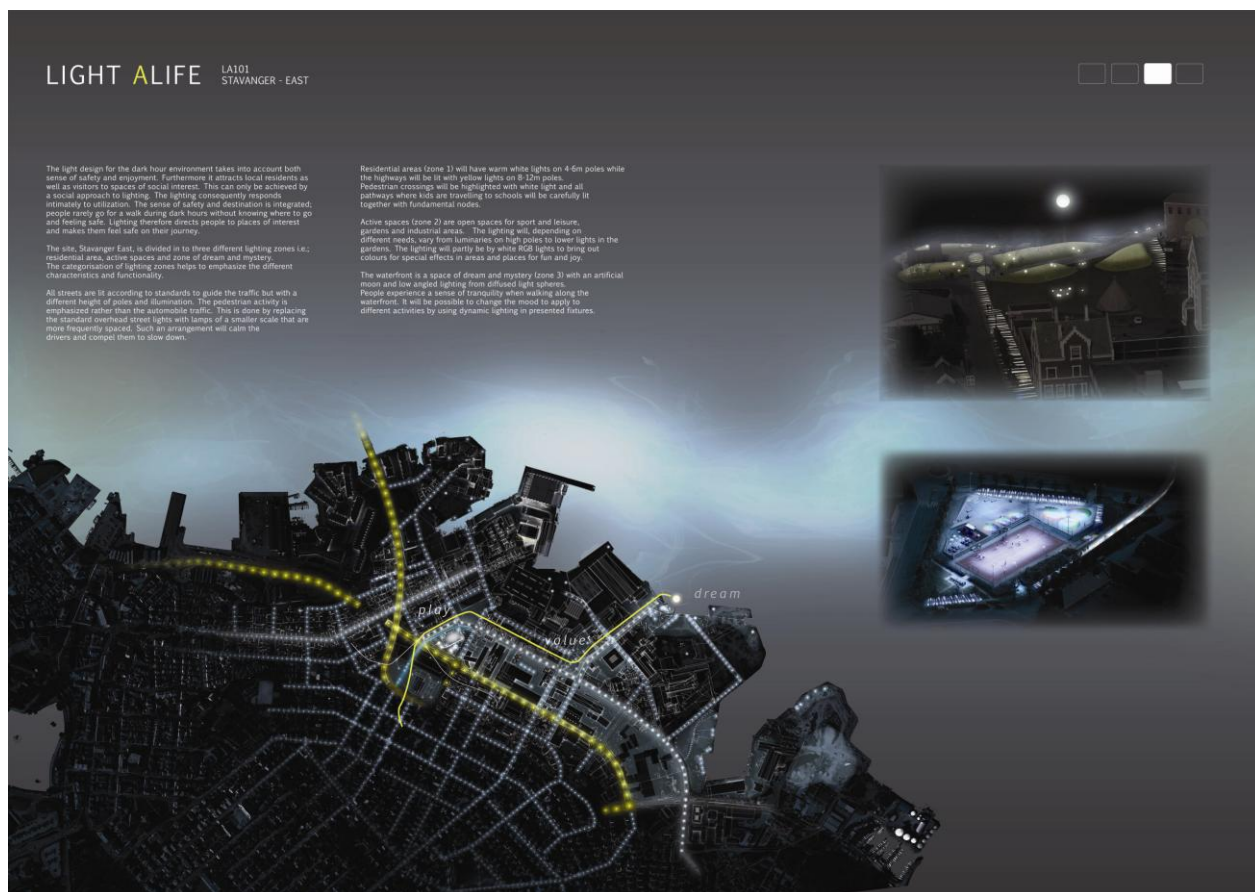 LIGHT ALIFE
LA101
STAVANGER - EAST
The light design for the dark hour environment takes into account both
sense of safety and enjoyment. Furthermore it attracts local residents as
well as visitors to spaces of social interest. This can only be achieved by
a social approach to lighting. The lighting consequently responds
intimately to utilization. The sense of safety and destination is integrated;
people rarely go for a walk during dark hours without knowing where to go
and feeling safe. Lighting therefore directs people to places of interest
and makes them feel safe on their journey.
The site, Stavanger East, is divided in to three different lighting zones i.e.;
residential area, active spaces and zone of dream and mystery.
The categorisation of lighting zones helps to emphasize the different
characteristics and functionality.
All streets are lit according to standards to guide the traffic but with a
different height of poles and illumination. The pedestrian activity is
emphasized rather than the automobile traffic. This is done by replacing
the standard overhead street lights with lamps of a smaller scale that are
more frequently spaced. Such an arrangement will calm the
drivers and compel them to slow down.
Residential areas (zone 1) will have warm white lights on 4-6m poles while
the highways will be lit with yellow lights on 8-12m poles.
Pedestrian crossings will be highlighted with white light and all
pathways where kids are traveling to schools will be carefully lit
together with fundamental nodes.
Active spaces (zone 2) are open spaces for sport and leisure,
gardens and industrial areas. The lighting will, depending on
different needs, vary from luminaries on high poles to lower lights in the
gardens. The lighting will partly be by white RGB lights to bring out
colours for special effects in areas and places for fun and joy.
The waterfront is a space of dream and mystery (zone 3) with an artificial
moon and low angled lighting from diffused light spheres.
People experience a sense of tranquility when walking along the
waterfront. It will be possible to change the mood to apply to
different activities by using dynamic lighting in presented fixtures.
dream
play
value